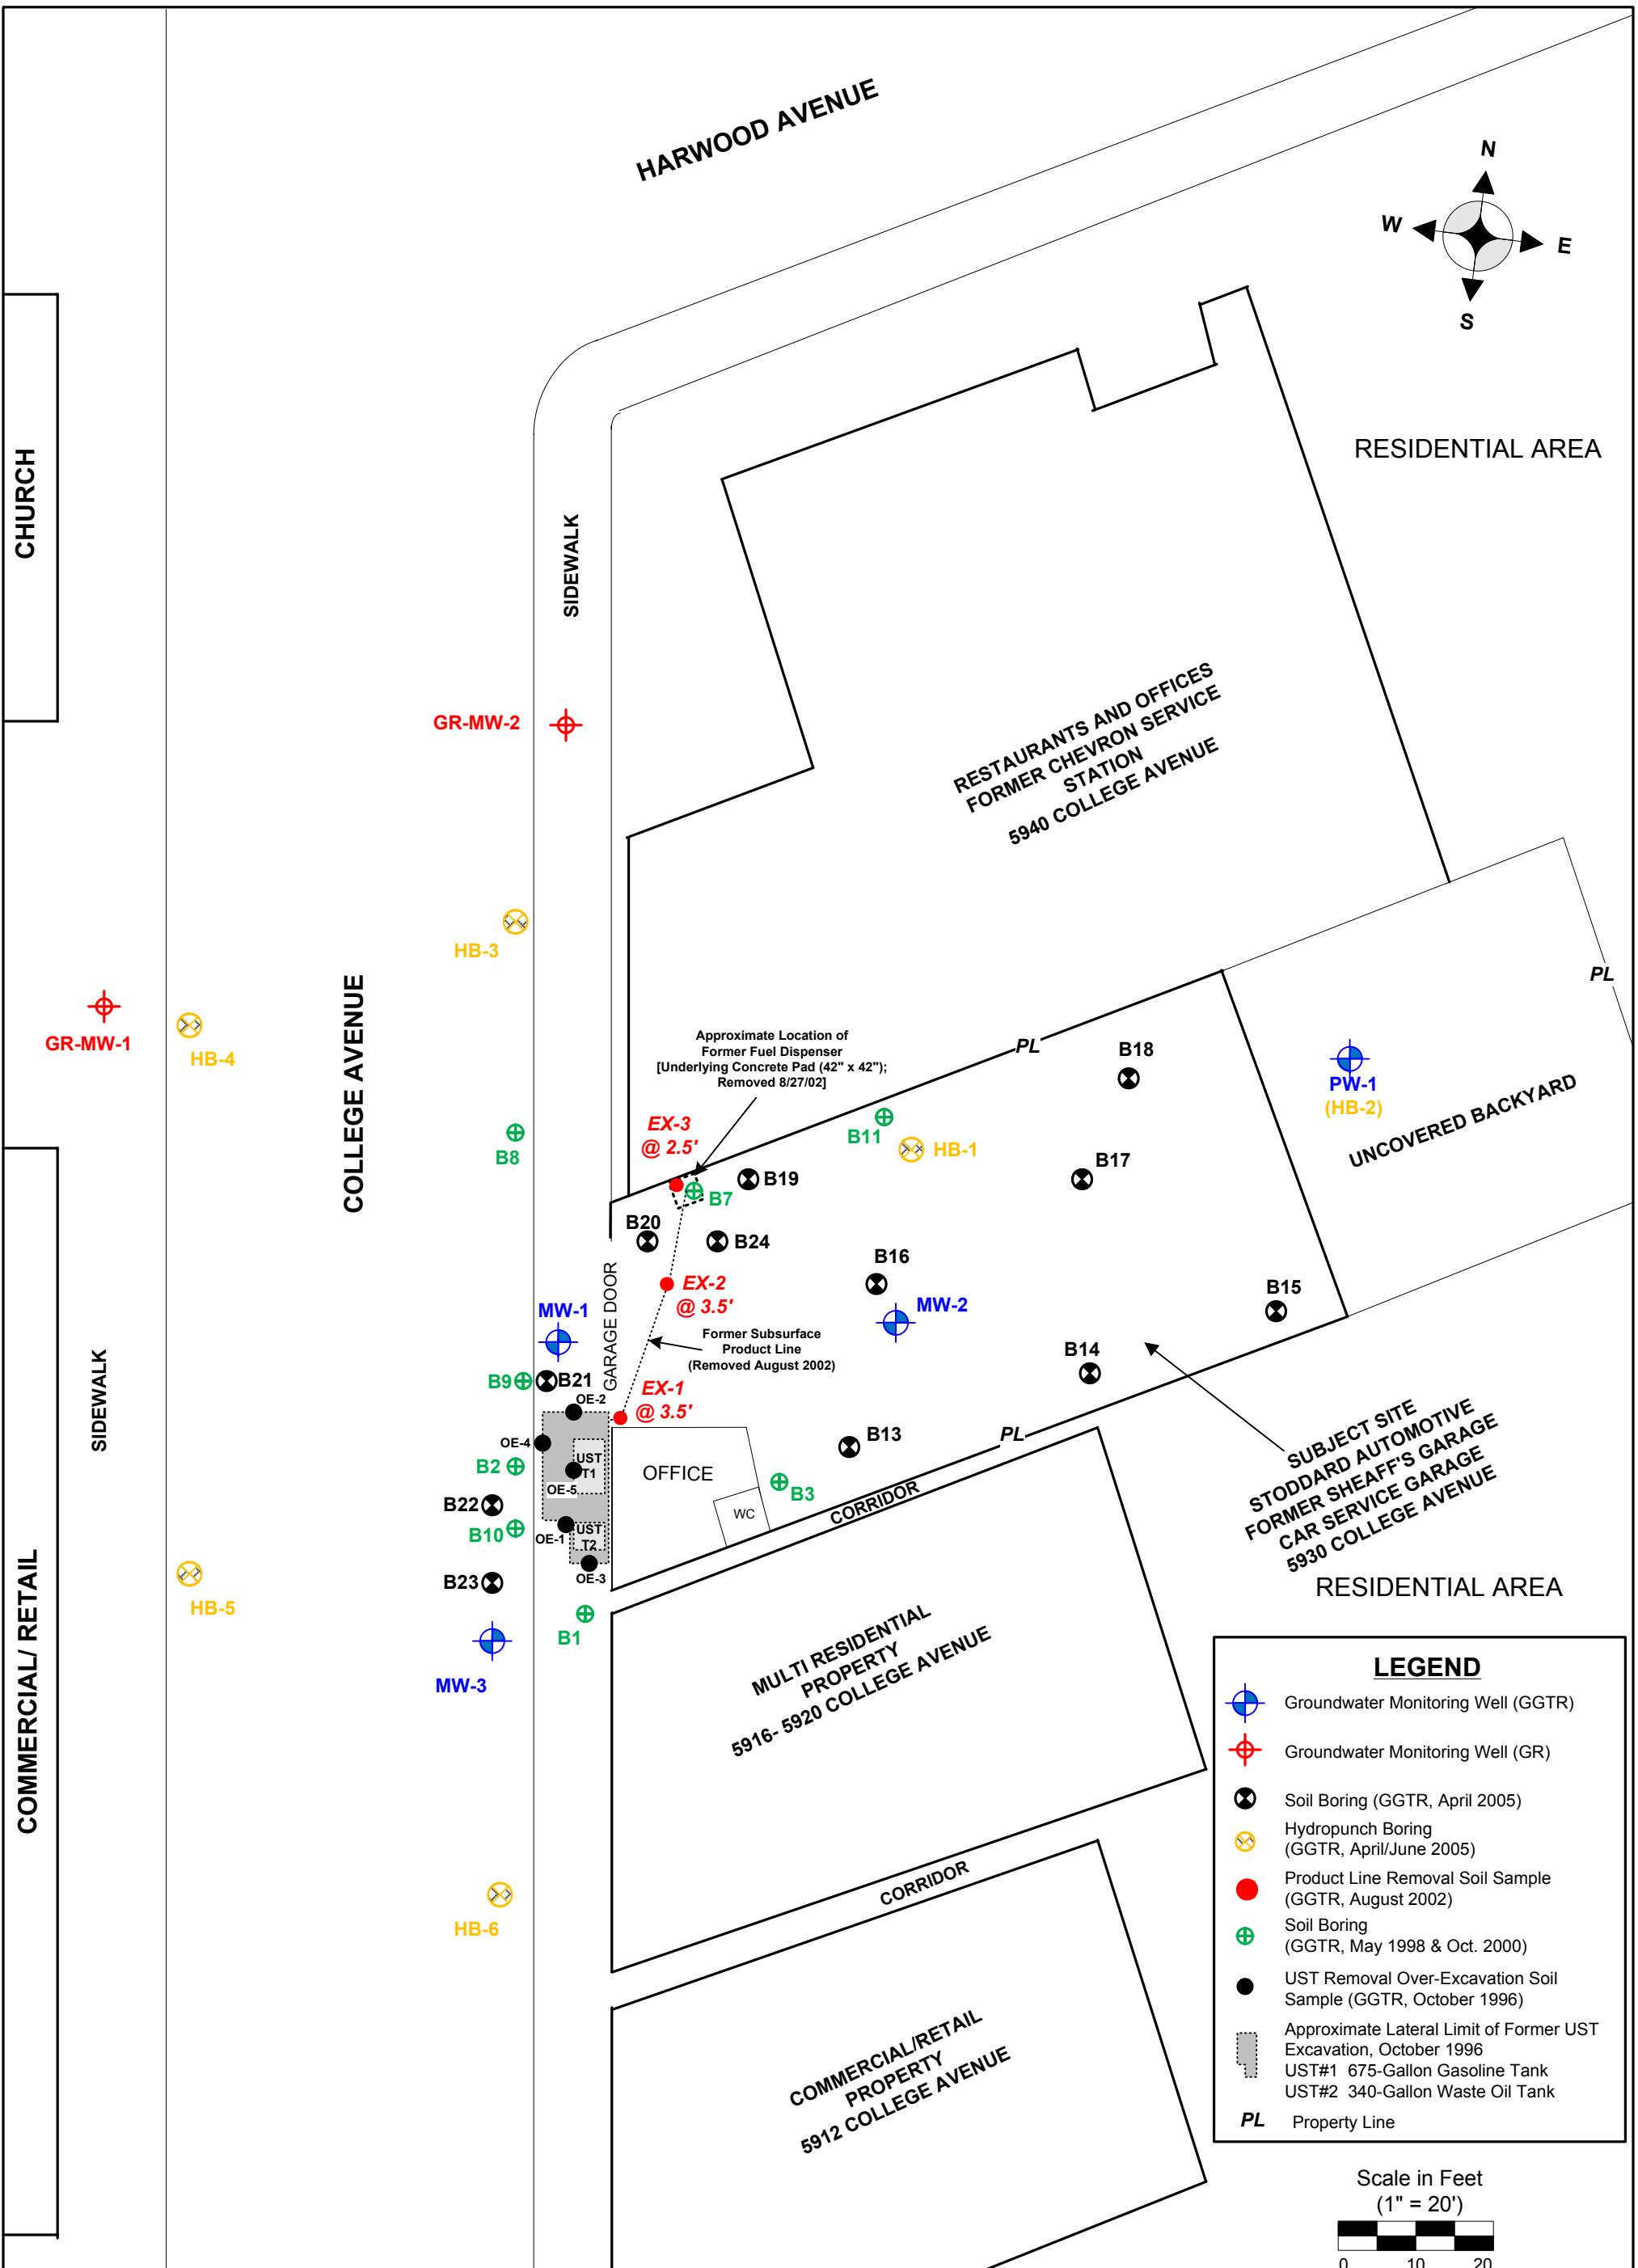 HARWOOD AVENUE
N
W
E
S
RESIDENTIAL AREA
CHURCH
SIDEWALK
GR-MW-2
RESTAURANTS AND OFFICES
FORMER CHEVRON SERVICE
STATION
5940 COLLEGE AVENUE
HB-3
COLLEGE AVENUE
GR-MW-1
HB-4
PL
Approximate Location of
Former Fuel Dispenser
[Underlying Concrete Pad (42" x 42");
Removed 8/27/02]
PL
B18
PW-1
(HB-2)
UNCOVERED BACKYARD
EX-3
@ 2.5'
B11
HB-1
B8
B19
B17
B7
B20
B24
B16
GARAGE DOOR
EX-2
@ 3.5'
B15
MW-1
MW-2
Former Subsurface
Product Line
(Removed August 2002)
B14
B9
B21
OE-2
EX-1
@ 3.5'
SIDEWALK
OE-4
B13
PL
SUBJECT SITE
STODDARD AUTOMOTIVE
FORMER SHEAFF'S GARAGE
CAR SERVICE GARAGE
5930 COLLEGE AVENUE
B2
UST
T1
OE-5
OFFICE
B3
WC
CORRIDOR
B22
B10
OE-1
UST
T2
OE-3
B23
COMMERCIAL/ RETAIL
HB-5
B1
RESIDENTIAL AREA
MW-3
MULTI RESIDENTIAL
PROPERTY
5916- 5920 COLLEGE AVENUE
CORRIDOR
HB-6
COMMERCIAL/RETAIL
PROPERTY
5912 COLLEGE AVENUE
LEGEND
Groundwater Monitoring Well (GGTR)
Groundwater Monitoring Well (GR)
Soil Boring (GGTR, April 2005)
Hydropunch Boring
(GGTR, April/June 2005)
Product Line Removal Soil Sample
(GGTR, August 2002)
Soil Boring
(GGTR, May 1998 & Oct. 2000)
UST Removal Over-Excavation Soil
Sample (GGTR, October 1996)
Approximate Lateral Limit of Former UST
Excavation, October 1996
UST#1 675-Gallon Gasoline Tank
UST#2 340-Gallon Waste Oil Tank
PL Property Line
Scale in Feet
(1" = 20')
0 10 20